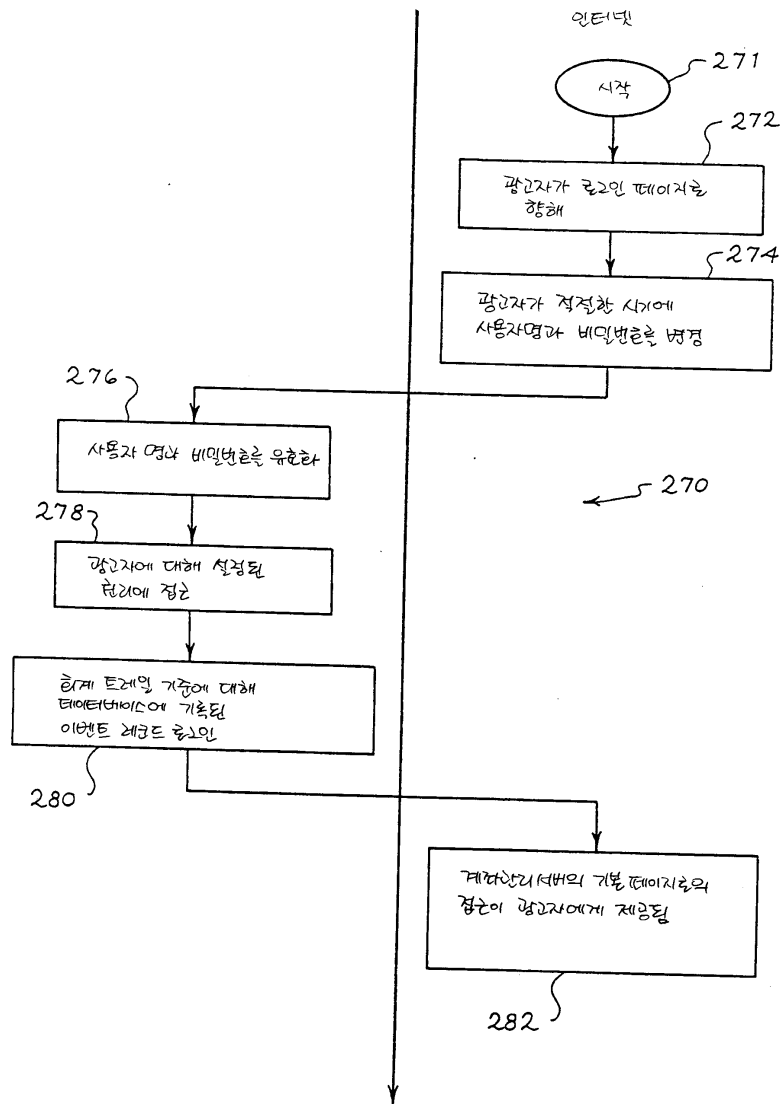 인터넷
271
시작
272
광고자가 로그인 페이지를
향해
274
광고자가 적절한 시기에
사용자명과 비밀번호를 변경
276
사용자 명과 비밀번호를 유효화
270
278
광고자에 대해 설정된
권리에 접근
회계 트레일 기준에 대해
데이터베이스에 기록된
이벤트 레코드 로그인
280
계좌관리서버의 기본페이지로의
접근이 광고자에게 제공됨
282